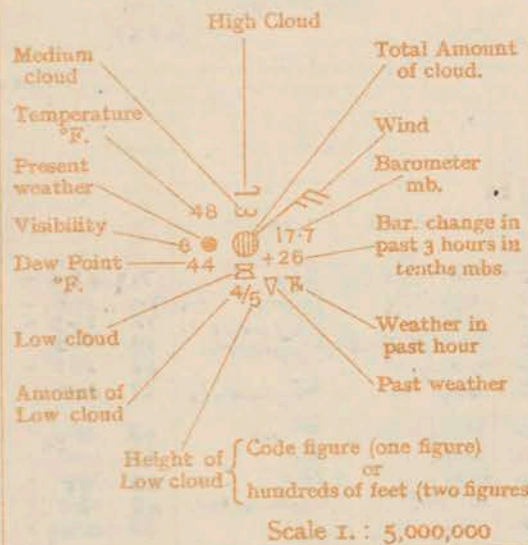 High Cloud
Medium
cloud
Total Amount
of cloud.
Temperature
°F.
Wind
Present
weather
Barometer
mb.
48
Visibility
6
17·7
Bar. change in
past 3 hours in
tenths mbs
Dew Point
°F.
44
+26
4/5
Low cloud
Weather in
past hour
Amount of
Low cloud
Past weather
Height of
Low cloud
Code figure (one figure)
or
hundreds of feet (two figures
Scale 1. : 5,000,000